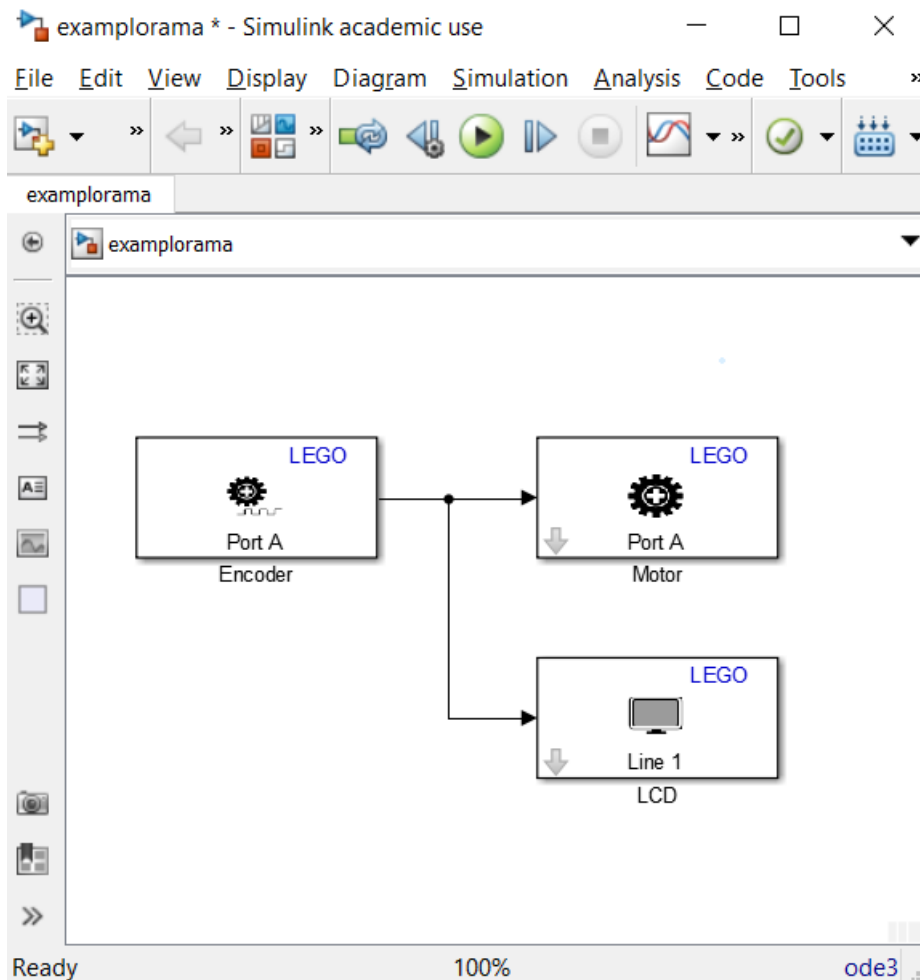 examplorama * - Simulink academic use
File Edit View Display Diagram Simulation Analysis Code Tools »
» » » »
examplorama
examplorama
LEGO
Port A
Encoder
LEGO
Port A
Motor
LEGO
Line 1
LCD
Ready 100% ode3